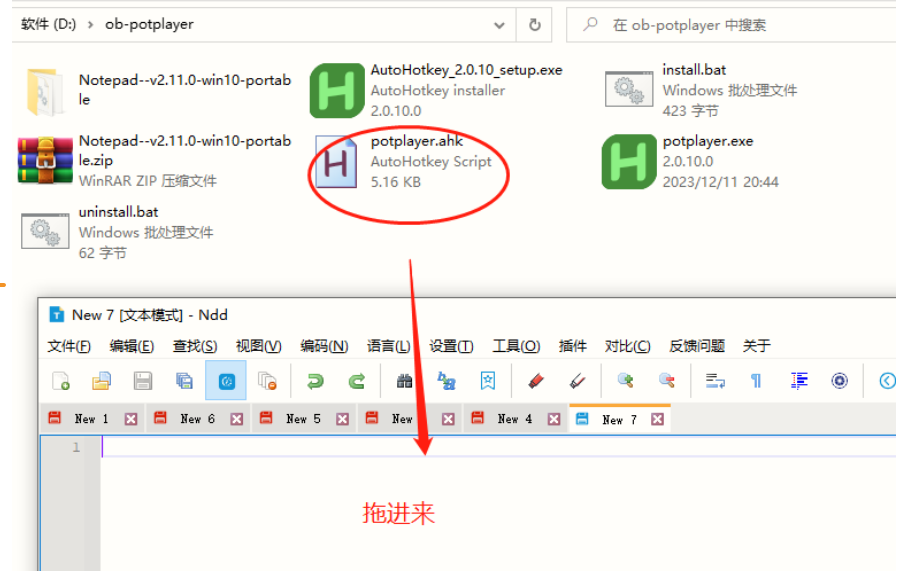 软件 (D:) > ob-potplayer
在 ob-potplayer 中搜索
Notepad--v2.11.0-win10-portab
le
AutoHotkey_2.0.10_setup.exe
AutoHotkey installer
2.0.10.0
install.bat
Windows 批处理文件
423 字节
Notepad--v2.11.0-win10-portab
le.zip
WinRAR ZIP 压缩文件
potplayer.ahk
AutoHotkey Script
5.16 KB
potplayer.exe
2.0.10.0
2023/12/11 20:44
uninstall.bat
Windows 批处理文件
62 字节
New 7 [文本模式] - Ndd
文件(F) 编辑(E) 查找(S) 视图(V) 编码(N) 语言(L) 设置(T) 工具(O) 插件 对比(C) 反馈问题 关于
New 1 New 6 New 5 New New 4 New 7
1
拖进来